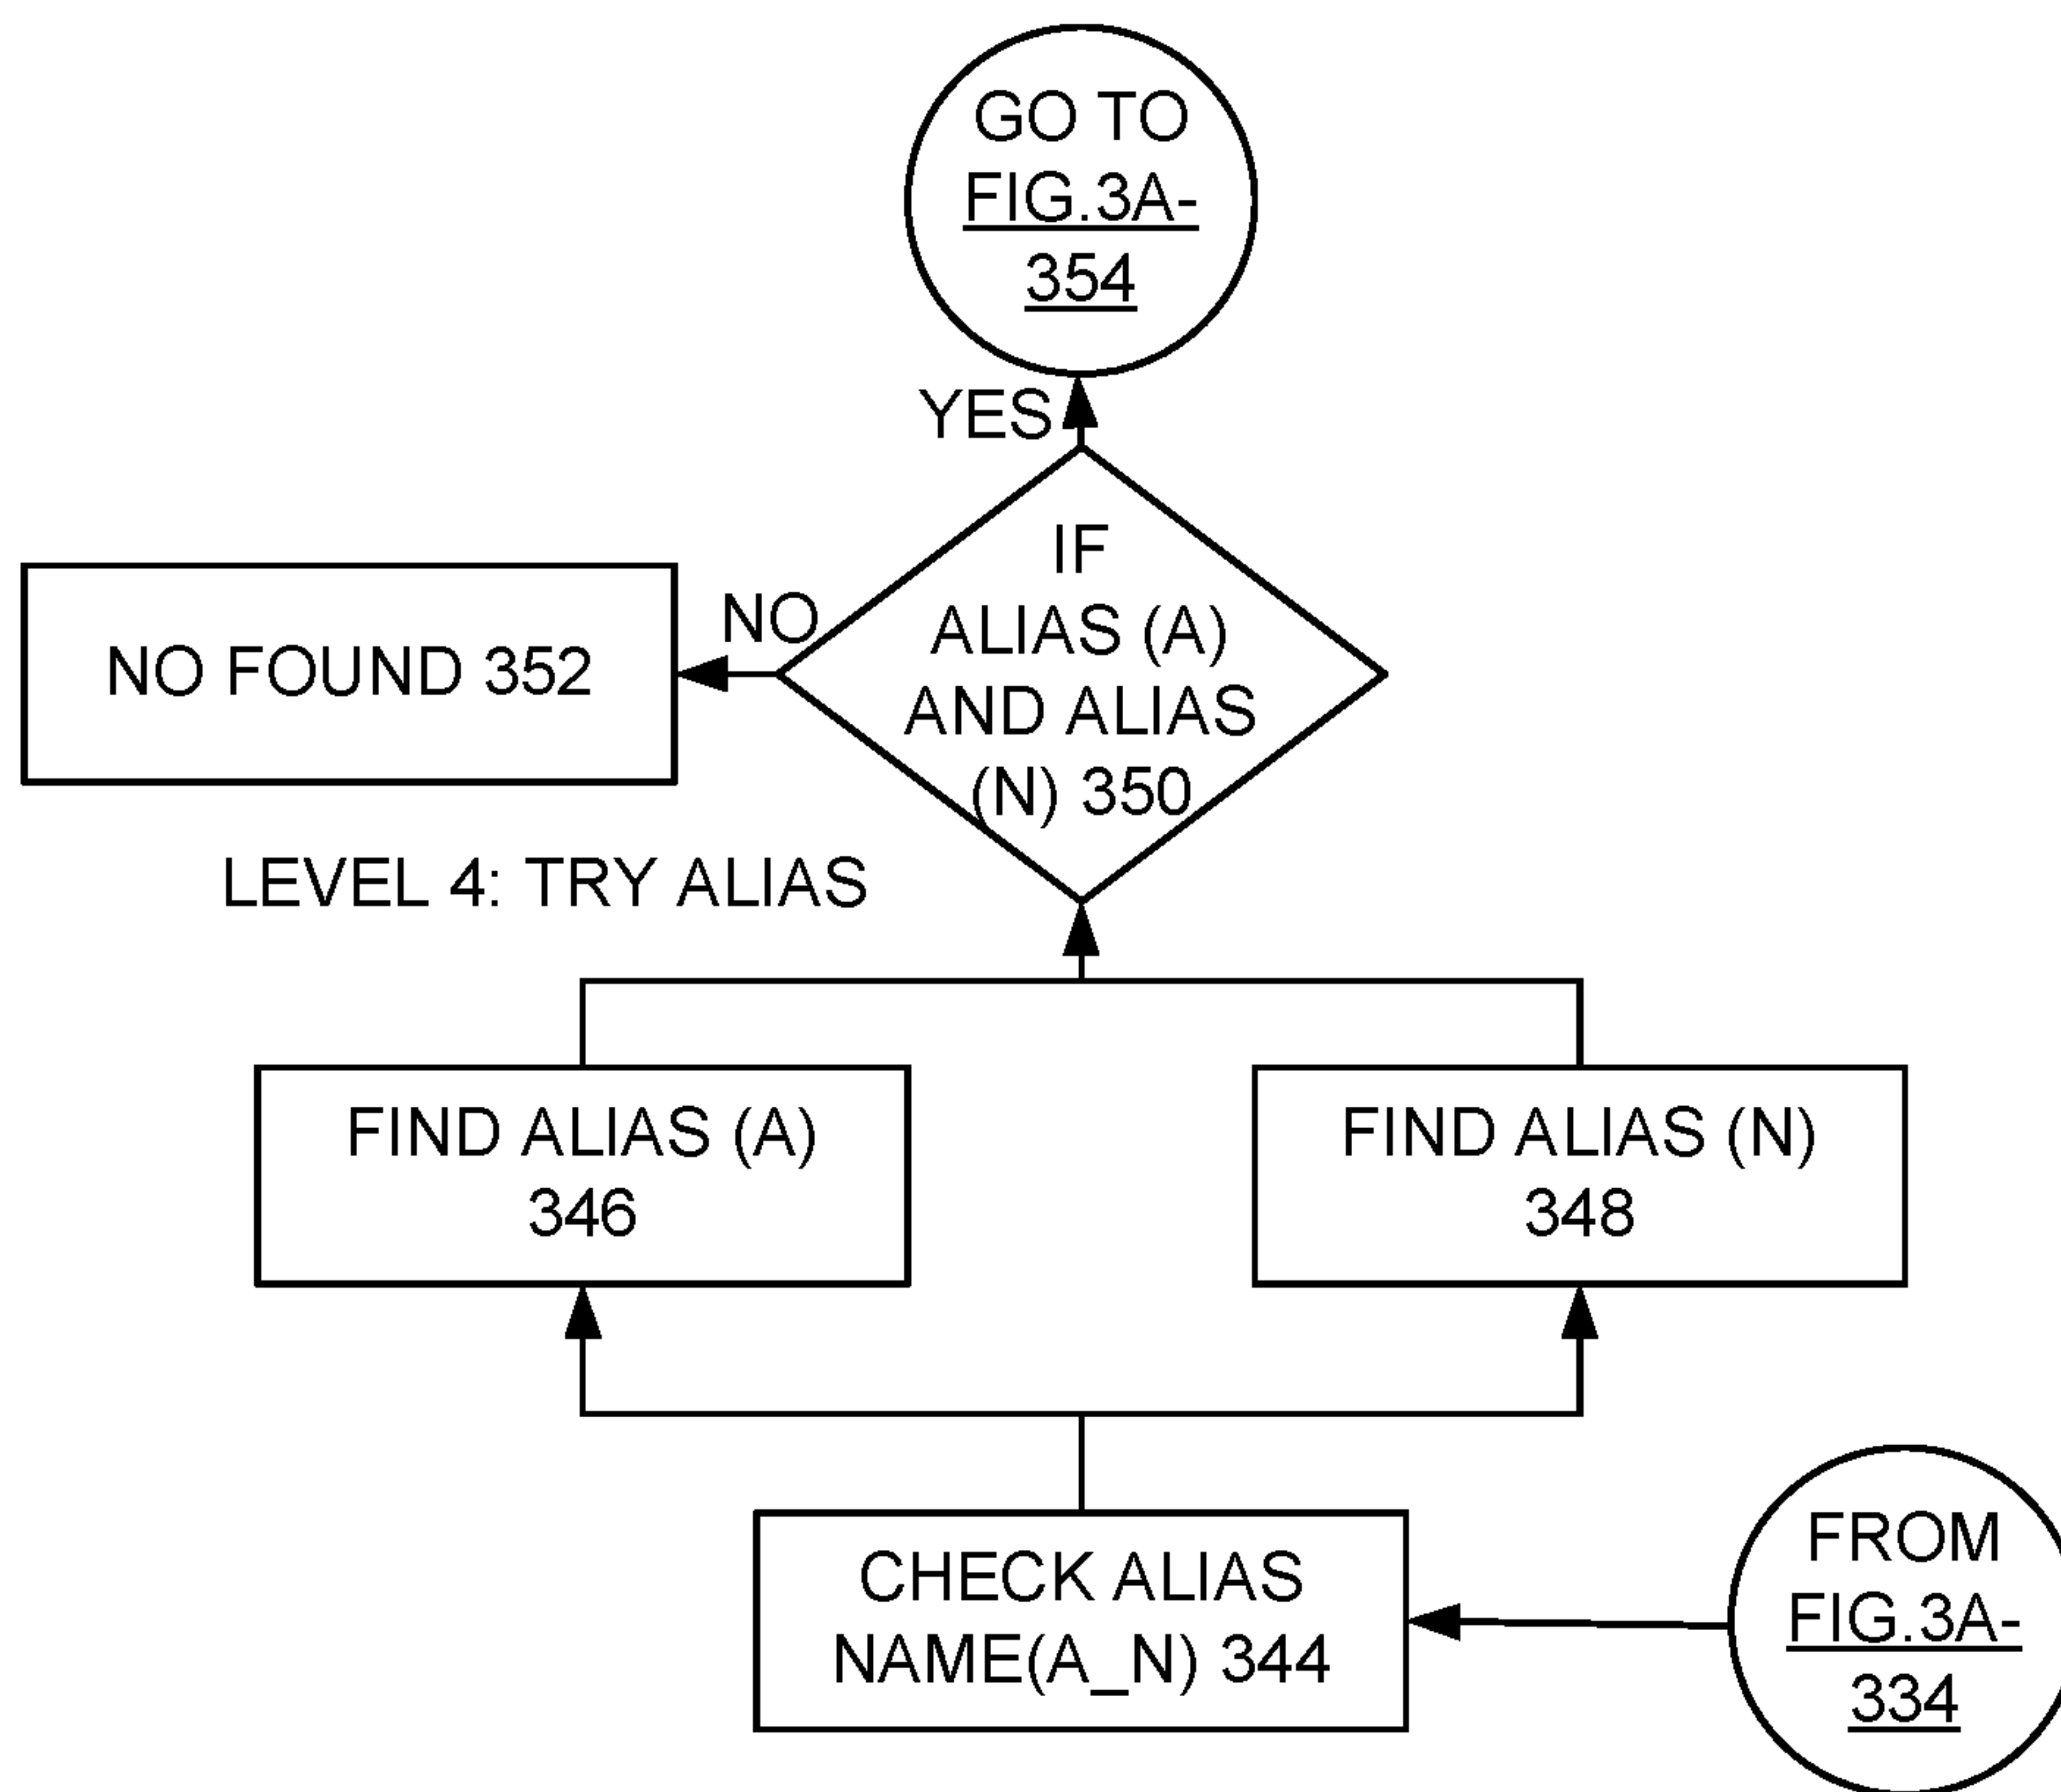 GO TO
FIG.3A-
354
YES
IF
ALIAS (A)
AND ALIAS
(N) 350
NO
NO FOUND 352
LEVEL 4: TRY ALIAS
FIND ALIAS (A)
346
FIND ALIAS (N)
348
CHECK ALIAS
NAME(A_N) 344
FROM
FIG.3A-
334